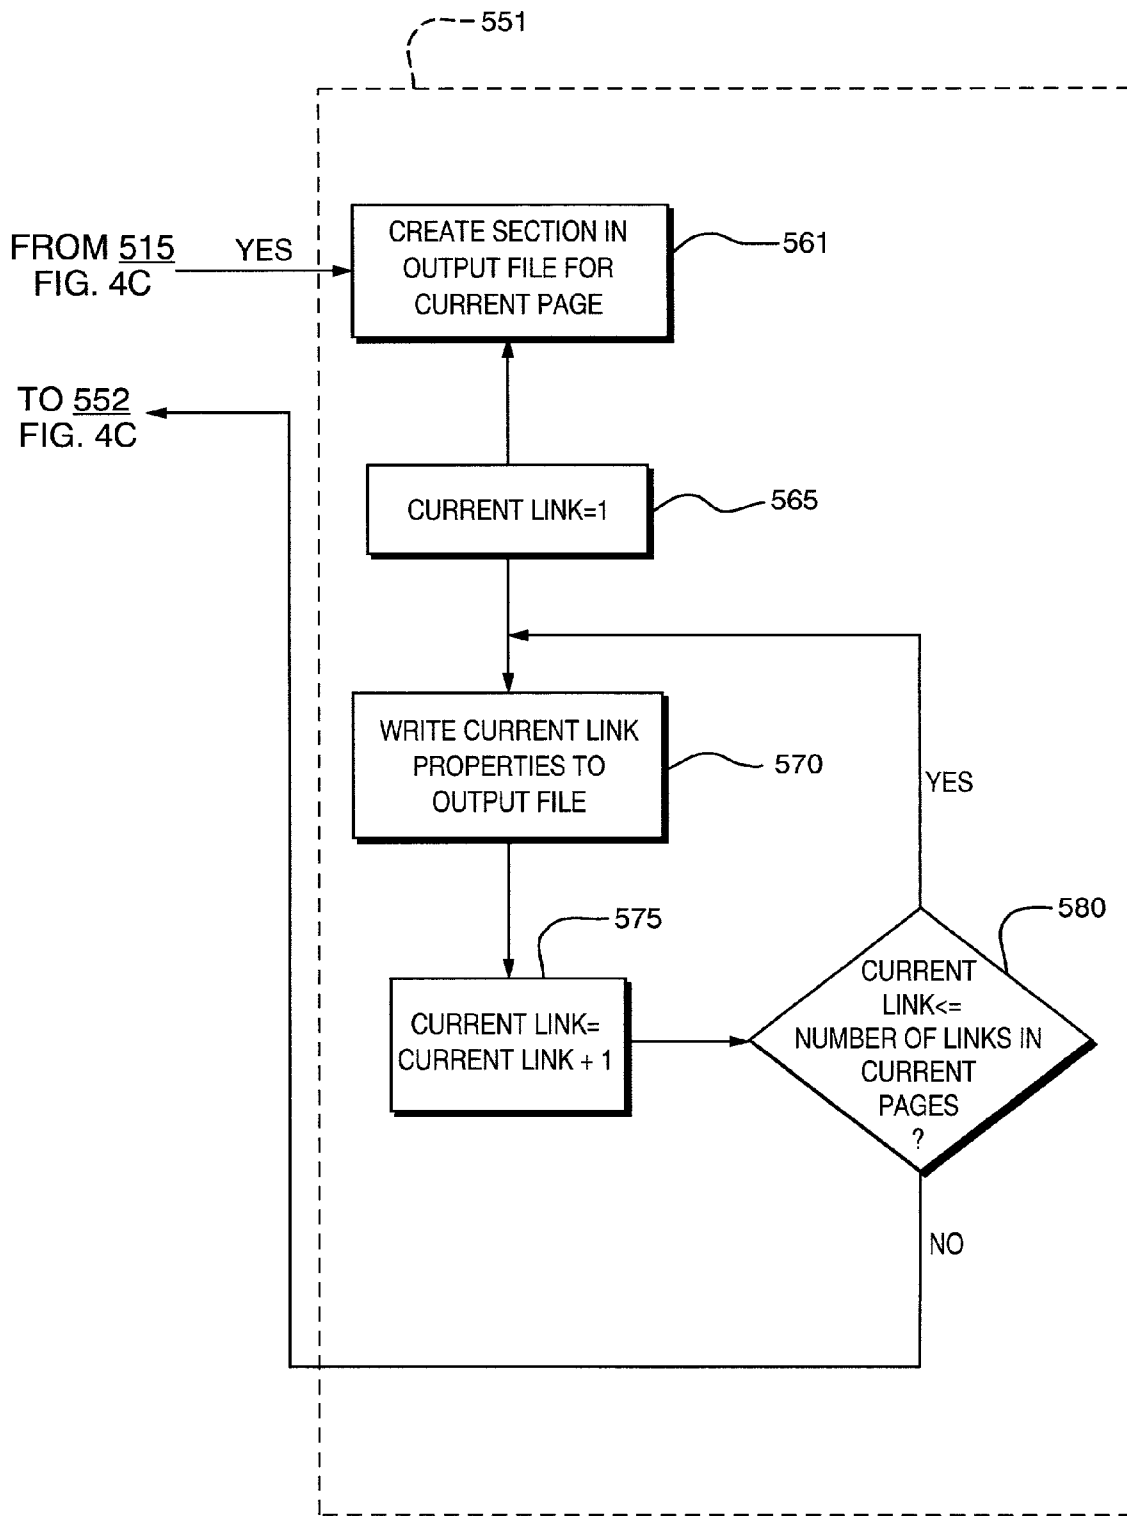 551
CREATE SECTION IN
OUTPUT FILE FOR
CURRENT PAGE
561
FROM 515
FIG. 4C
YES
TO 552
FIG. 4C
CURRENT LINK=1
565
WRITE CURRENT LINK
PROPERTIES TO
OUTPUT FILE
570
YES
575
CURRENT LINK=
CURRENT LINK + 1
580
CURRENT
LINK<=
NUMBER OF LINKS IN
CURRENT
PAGES
?
NO